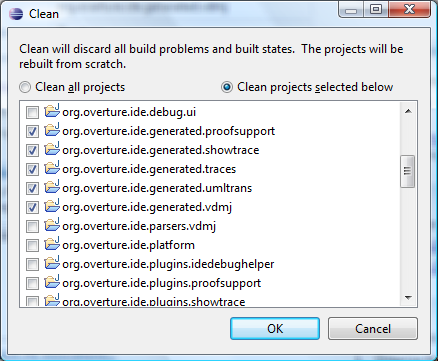 Clean
Clean will discard all build problems and built states. The projects will be
rebuilt from scratch.
Clean all projects
Clean projects selected below
org.overture.ide.debug.ui
org.overture.ide.generated.proofsupport
org.overture.ide.generated.showtrace
org.overture.ide.generated.traces
org.overture.ide.generated.umltrans
org.overture.ide.generated.vdmj
org.overture.ide.parsers.vdmj
org.overture.ide.platform
org.overture.ide.plugins.idedebughelper
org.overture.ide.plugins.proofsupport
org.overture.ide.plugins.showtrace
OK
Cancel